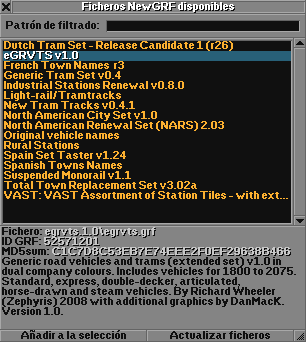 Ficheros NewGRF disponibles
Patrón de filtrado:
Dutch Tram Set - Release Candidate 1 (r26)
eGRVTS v1.0
French Town Names r3
Generic Tram Set v0.4
Industrial Stations Renewal v0.8.0
Light-rail/Tramtracks
New Tram Tracks v0.4.1
North American City Set v1.0
North American Renewal Set (NARS) 2.03
Original vehicle names
Rural Stations
Spain Set Taster v1.24
Spanish Towns Names
Suspended Monorail v1.1
Total Town Replacement Set v3.02a
VAST: VAST Assortment of Station Tiles - with ext...
Fichero: egrvts_1.0\egrvts.grf
ID GRF: 52571201
MD5sum: C1C7D8C53EB7E74EEE2F0EF29638B466
Generic road vehicles and trams (extended set) v1.0 in
dual company colours. Includes vehicles for 1800 to 2075.
Standard, express, double-decker, articulated,
horse-drawn and steam vehicles. By Richard Wheeler
(Zephyris) 2008 with additional graphics by DanMacK.
Version 1.0.
Añadir a la selección
Actualizar ficheros